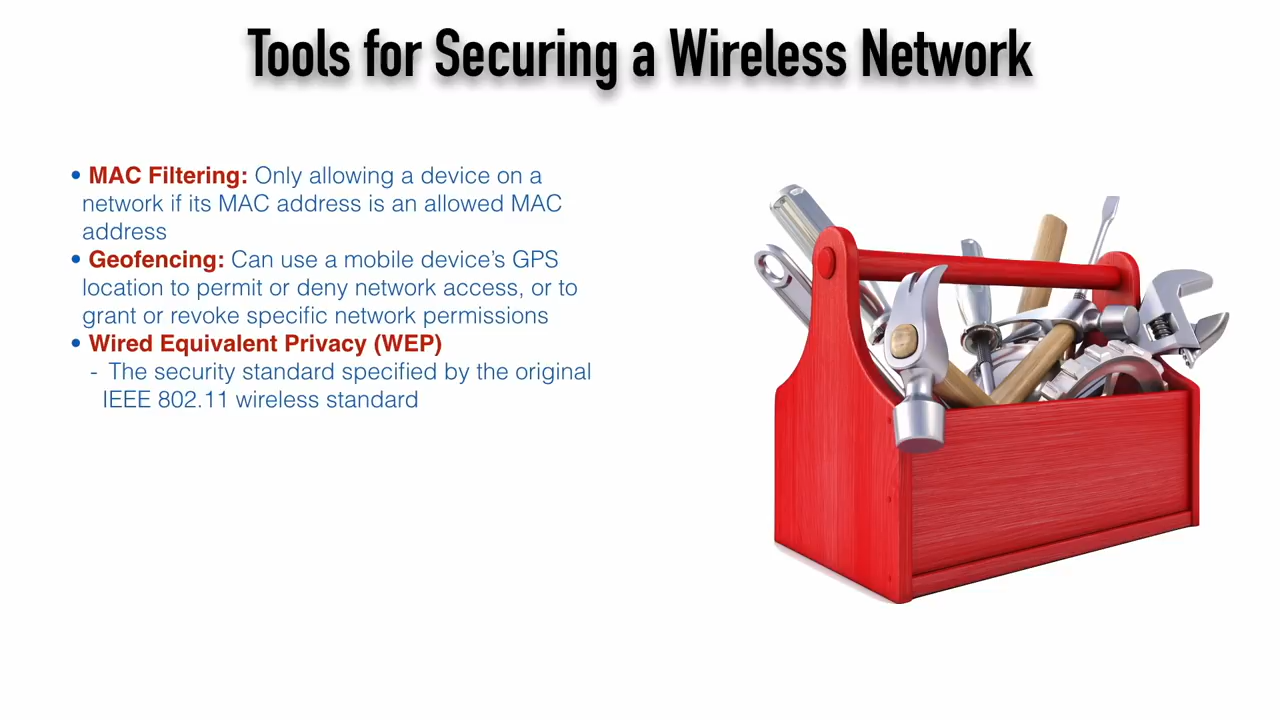 Tools for Securing a Wireless Network
• MAC Filtering: Only allowing a device on a
network if its MAC address is an allowed MAC
address
• Geofencing: Can use a mobile device’s GPS
location to permit or deny network access, or to
grant or revoke specific network permissions
• Wired Equivalent Privacy (WEP)
- The security standard specified by the original
IEEE 802.11 wireless standard